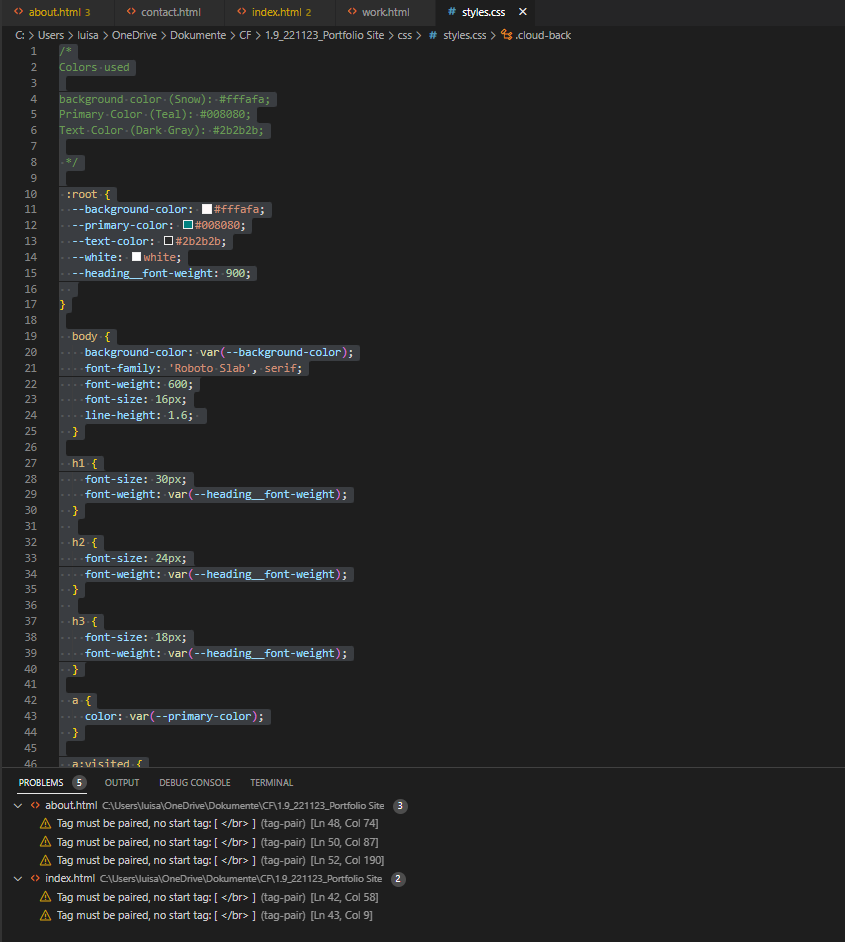 about.html 3 contact.html index.html 2 work.html # styles.css ×
C: > Users > luisa > OneDrive > Dokumente > CF > 1.9_221123_Portfolio Site > css > # styles.css > .cloud-back
1 /*
2 Colors used
3
4 background color (Snow): #fffafa;
5 Primary Color (Teal): #008080;
6 Text Color (Dark Gray): #2b2b2b;
7
8 */
9
10 :root {
11 --background-color: #fffafa;
12 --primary-color: #008080;
13 --text-color: #2b2b2b;
14 --white: white;
15 --heading__font-weight: 900;
16
17 }
18
19 body {
20 background-color: var(--background-color);
21 font-family: 'Roboto Slab', serif;
22 font-weight: 600;
23 font-size: 16px;
24 line-height: 1.6;
25 }
26
27 h1 {
28 font-size: 30px;
29 font-weight: var(--heading__font-weight);
30 }
31
32 h2 {
33 font-size: 24px;
34 font-weight: var(--heading__font-weight);
35 }
36
37 h3 {
38 font-size: 18px;
39 font-weight: var(--heading__font-weight);
40 }
41
42 a {
43 color: var(--primary-color);
44 }
45
46 a:visited {
PROBLEMS 5 OUTPUT DEBUG CONSOLE TERMINAL
about.html C:\Users\luisa\OneDrive\Dokumente\CF\1.9_221123_Portfolio Site 3
Tag must be paired, no start tag: [ </br> ] (tag-pair) [Ln 48, Col 74]
Tag must be paired, no start tag: [ </br> ] (tag-pair) [Ln 50, Col 87]
Tag must be paired, no start tag: [ </br> ] (tag-pair) [Ln 52, Col 190]
index.html C:\Users\luisa\OneDrive\Dokumente\CF\1.9_221123_Portfolio Site 2
Tag must be paired, no start tag: [ </br> ] (tag-pair) [Ln 42, Col 58]
Tag must be paired, no start tag: [ </br> ] (tag-pair) [Ln 43, Col 9]